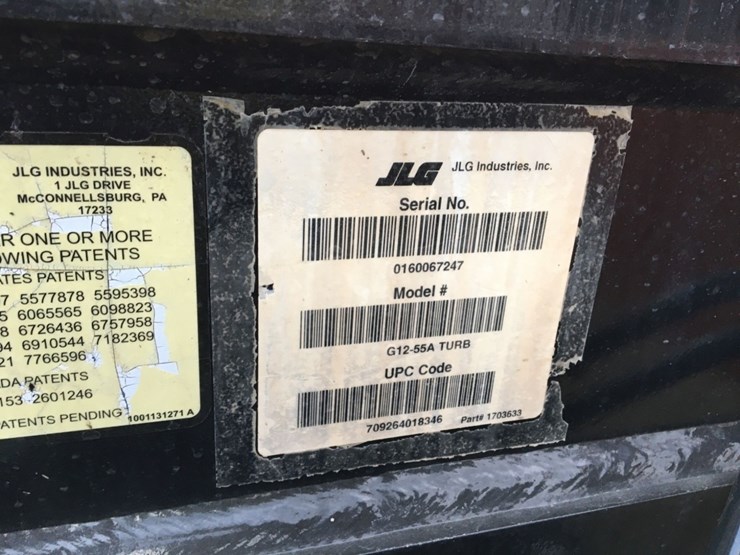 JLG INDUSTRIES, INC.
1 JLG DRIVE
McCONNELLSBURG, PA
17233
R ONE OR MORE
OWING PATENTS
ATES PATENTS
7 5577878 5595398
5 6065565 6098823
8 6726436 6757958
94 6910544 7182369
21 7766596
DA PATENTS
153 2601246
ATENTS PENDING
1001131271 A
JLG JLG Industries, Inc.
Serial No.
0160067247
Model #
G12-55A TURB
UPC Code
709264018346 Part# 1703633